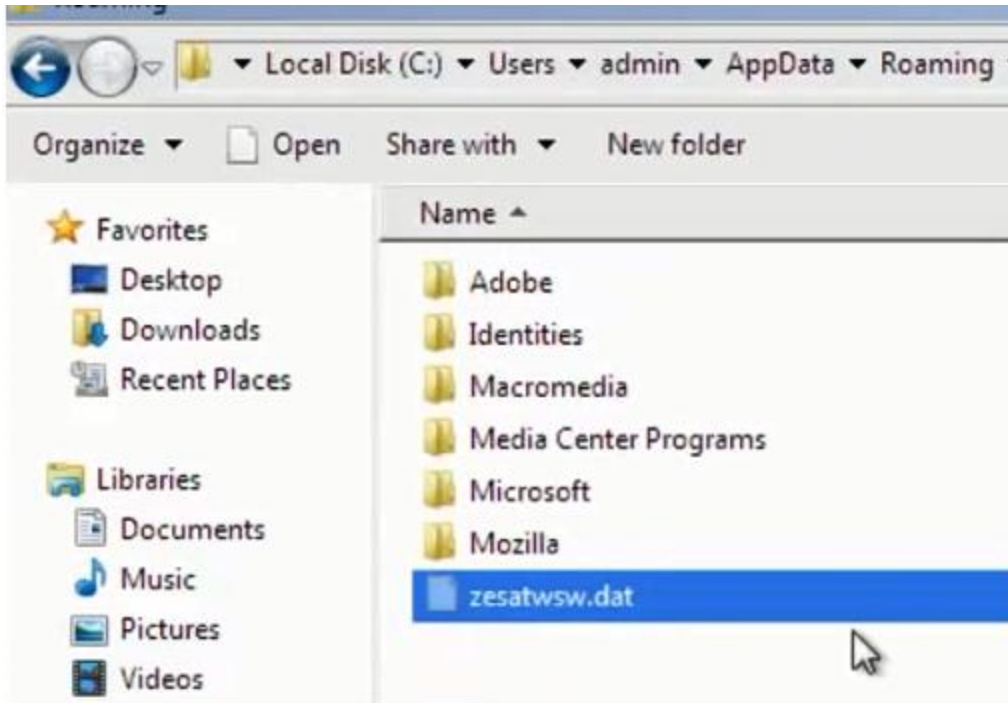 Roaming
Local Disk (C:) Users admin AppData Roaming
Organize Open Share with New folder
Name
Favorites
Desktop
Downloads
Recent Places
Libraries
Documents
Music
Pictures
Videos
Adobe
Identities
Macromedia
Media Center Programs
Microsoft
Mozilla
zesatwsw.dat